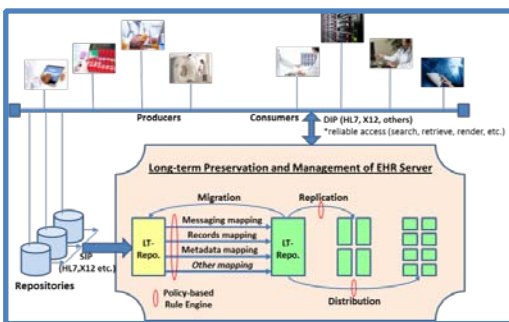 Producers
Consumers
DIP (HL7, X12, others)
*reliable access (search, retrieve, render, etc.)
Long-term Preservation and Management of EHR Server
Migration
Replication
Messaging mapping
Records mapping
Metadata mapping
Other mapping
LT-
Repo.
LT-
Repo.
SIP
(HL7,X12 etc.)
Repositories
Policy-based
Rule Engine
Distribution